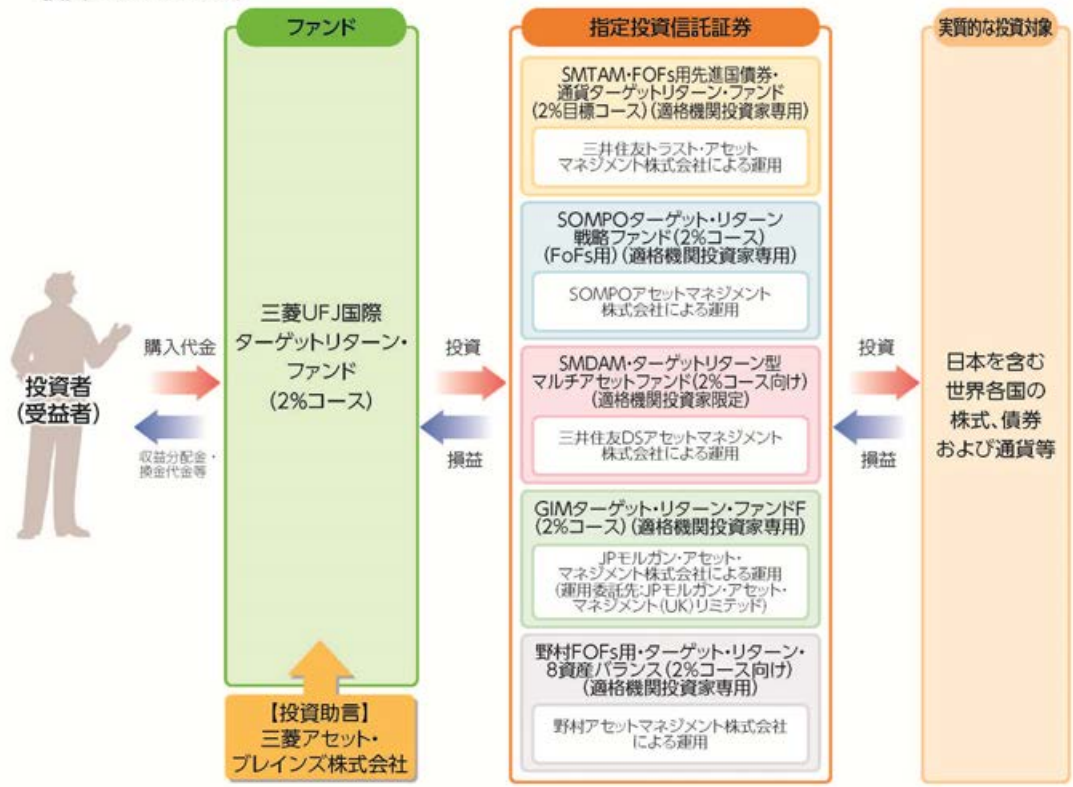 ファンド
指定投資信託証券
実質的な投資対象
投資者
(受益者)
購入代金
収益分配金・
換金代金等
三菱UFJ国際
ターゲットリターン・
ファンド
(2%コース)
【投資助言】
三菱アセット・
ブレインズ株式会社
投資
損益
SMTAM・FOFs用先進国債券・
通貨ターゲットリターン・ファンド
(2%目標コース)(適格機関投資家専用)
三井住友トラスト・アセット
マネジメント株式会社による運用
SOMPOターゲット・リターン
戦略ファンド(2%コース)
(FoFs用)(適格機関投資家専用)
SOMPOアセットマネジメント
株式会社による運用
SMDAM・ターゲットリターン型
マルチアセットファンド(2%コース向け)
(適格機関投資家限定)
三井住友DSアセットマネジメント
株式会社による運用
GIMターゲット・リターン・ファンドF
(2%コース)(適格機関投資家専用)
JPモルガン・アセット・
マネジメント株式会社による運用
(運用委託先:JPモルガン・アセット・
マネジメント(UK)リミテッド)
野村FOFs用・ターゲット・リターン・
8資産バランス(2%コース向け)
(適格機関投資家専用)
野村アセットマネジメント株式会社
による運用
投資
損益
日本を含む
世界各国の
株式、債券
および通貨等